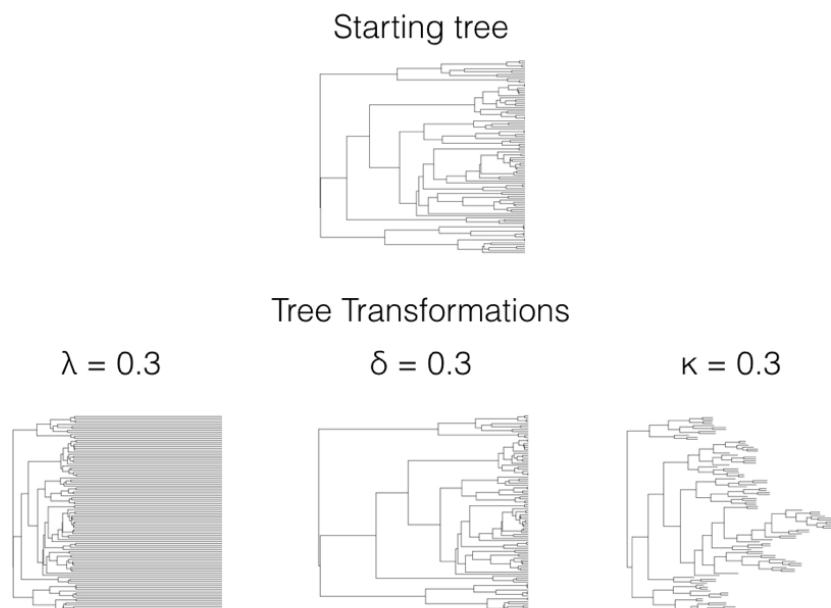 Starting tree
Tree Transformations
λ = 0.3
δ = 0.3
κ = 0.3